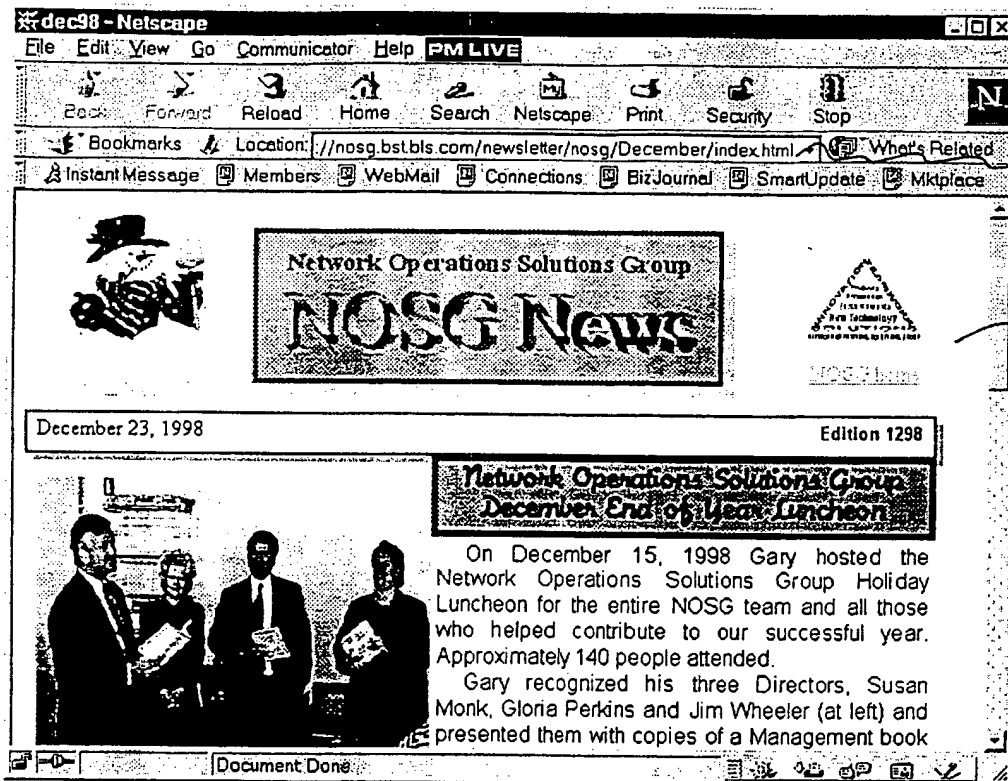 dec98 - Netscape
File Edit View Go Communicator Help PM LIVE
Back Forward Reload Home Search Netscape Print Security Stop
Bookmarks Location: ://nosg.bst.bls.com/newsletter/nosg/December/index.html What's Related
Instant Message Members WebMail Connections BizJournal SmartUpdate Mktplace
Network Operations Solutions Group
NOSG News
New Technology
NOSG home
December 23, 1998
Edition 1298
Network Operations Solutions Group
December End of Year Luncheon
On December 15, 1998 Gary hosted the
Network Operations Solutions Group Holiday
Luncheon for the entire NOSG team and all those
who helped contribute to our successful year.
Approximately 140 people attended.
Gary recognized his three Directors, Susan
Monk, Gloria Perkins and Jim Wheeler (at left) and
presented them with copies of a Management book
Document Done